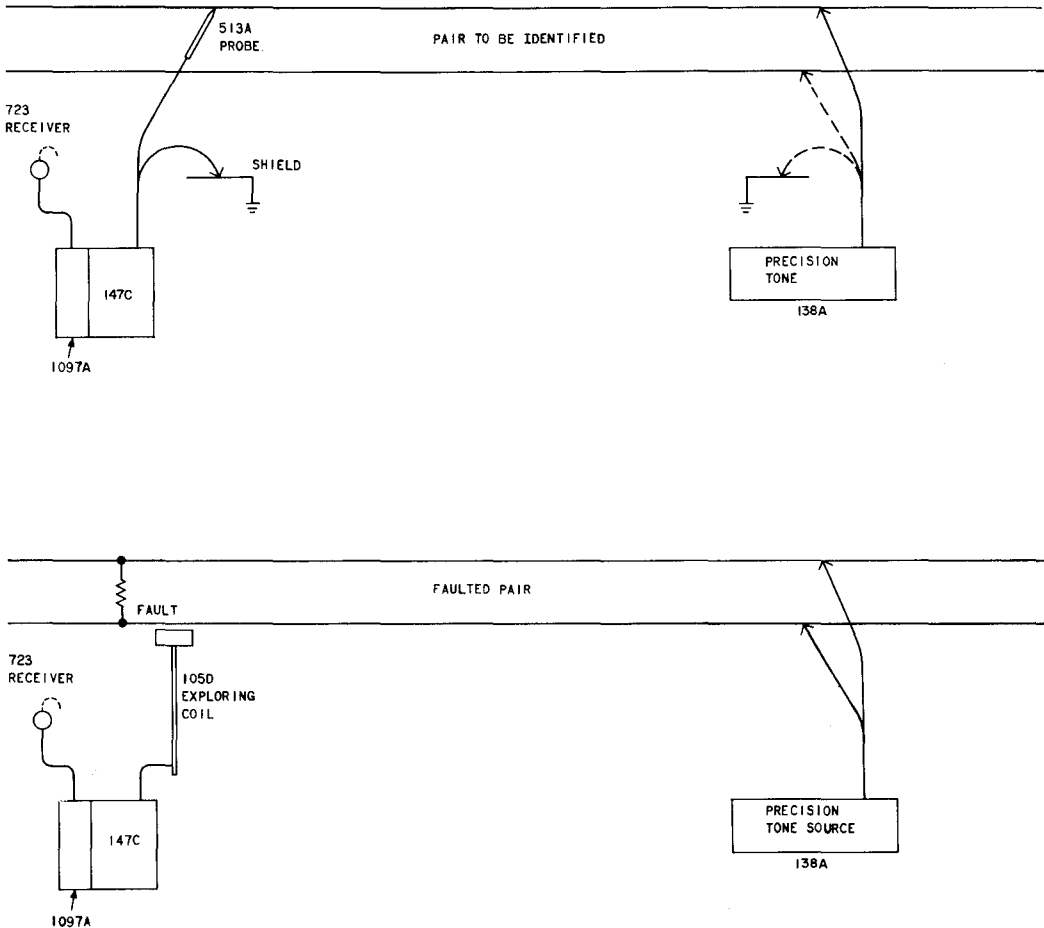 513A
PROBE.
PAIR TO BE IDENTIFIED
723
RECEIVER
SHIELD
147C
1097A
PRECISION
TONE
138A
FAULTED PAIR
FAULT
723
RECEIVER
105D
EXPLORING
COIL
147C
1097A
PRECISION
TONE SOURCE
138A